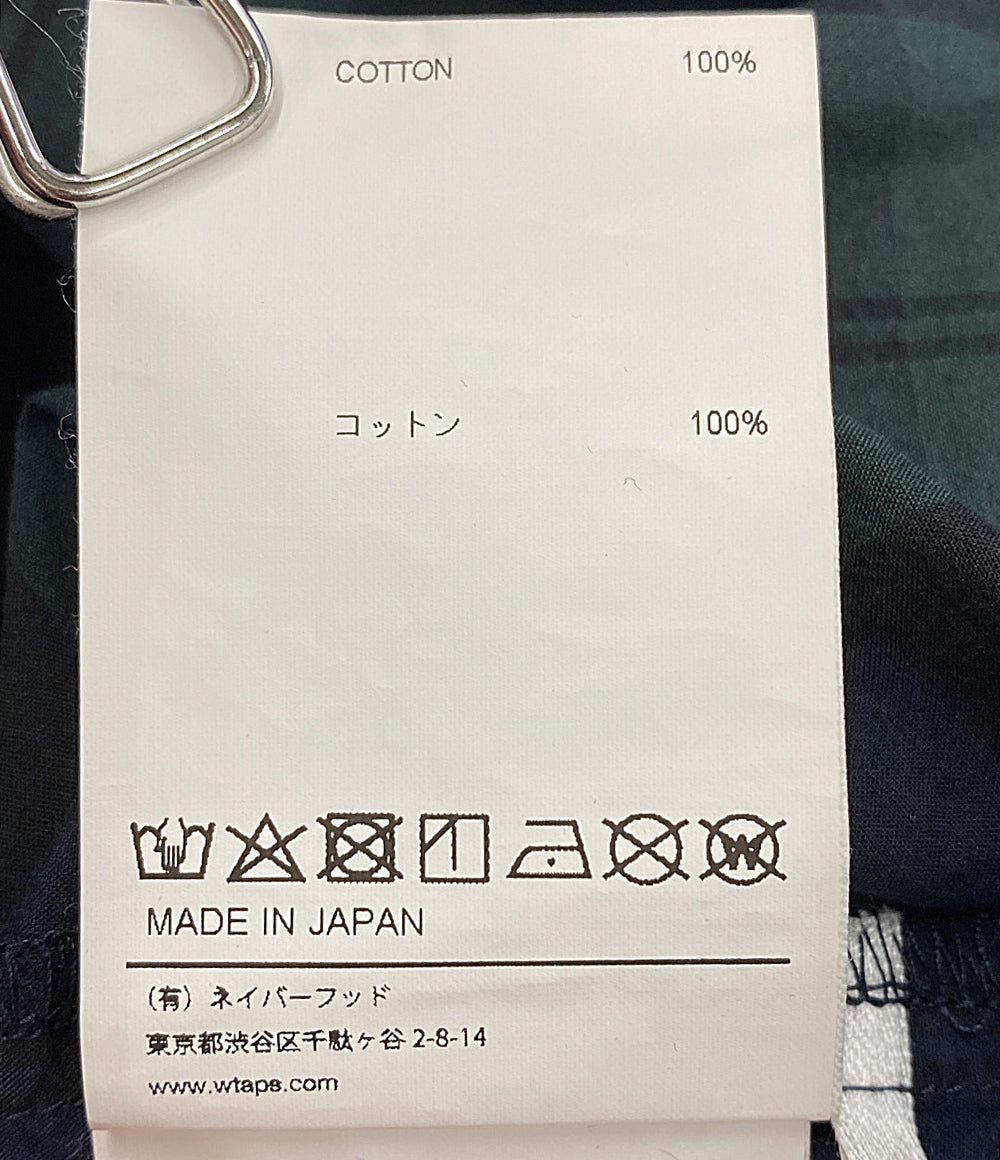 COTTON 100%
コットン 100%
W
MADE IN JAPAN
(有) ネイバーフッド
東京都渋谷区千駄ヶ谷 2-8-14
www.wtaps.com